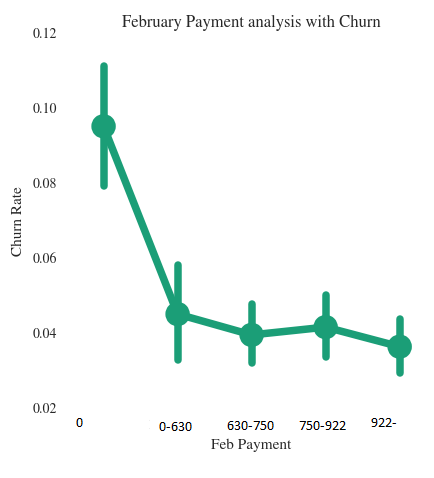 February Payment analysis with Churn
0.12
0.10
0.08
0.06
0.04
0.02
Churn Rate
0 0-630 630-750 750-922 922-
Feb Payment